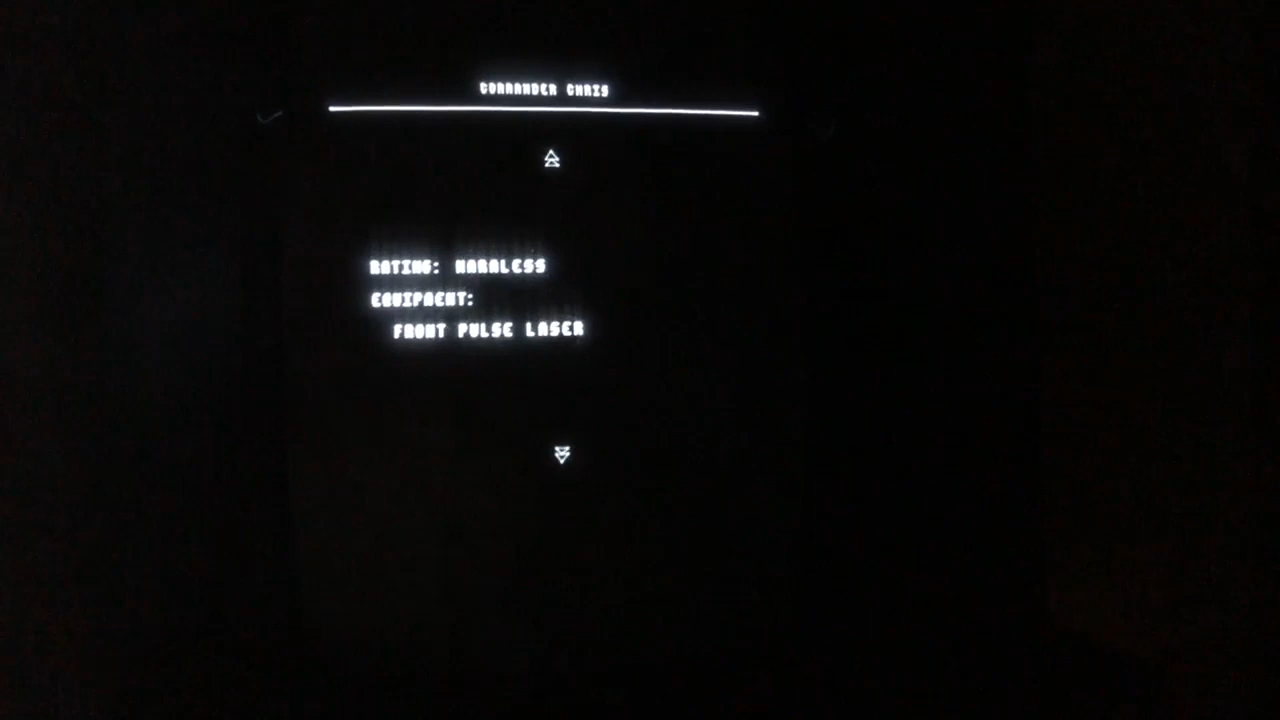 COMMANDER CHRIS
RATING: HARMLESS
EQUIPMENT:
FRONT PULSE LASER